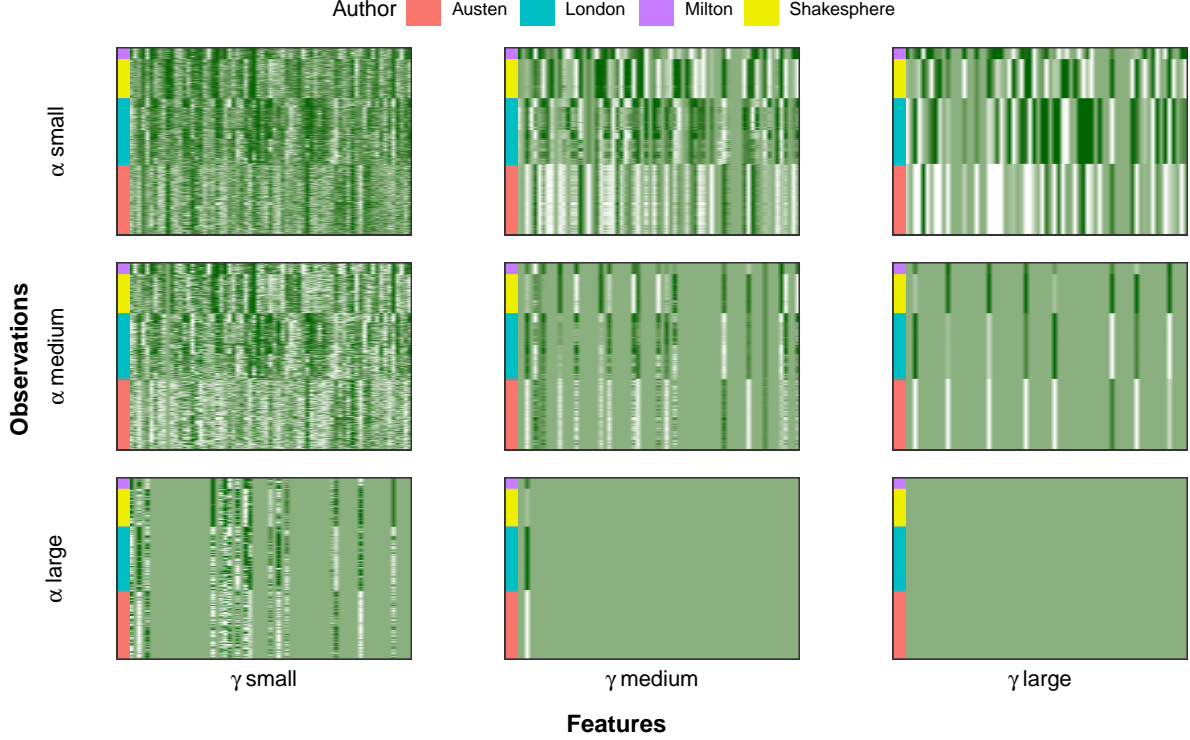 Author Austen London Milton Shakesphere
Observations
α small
α medium
α large
γ small
γ medium
γ large
Features